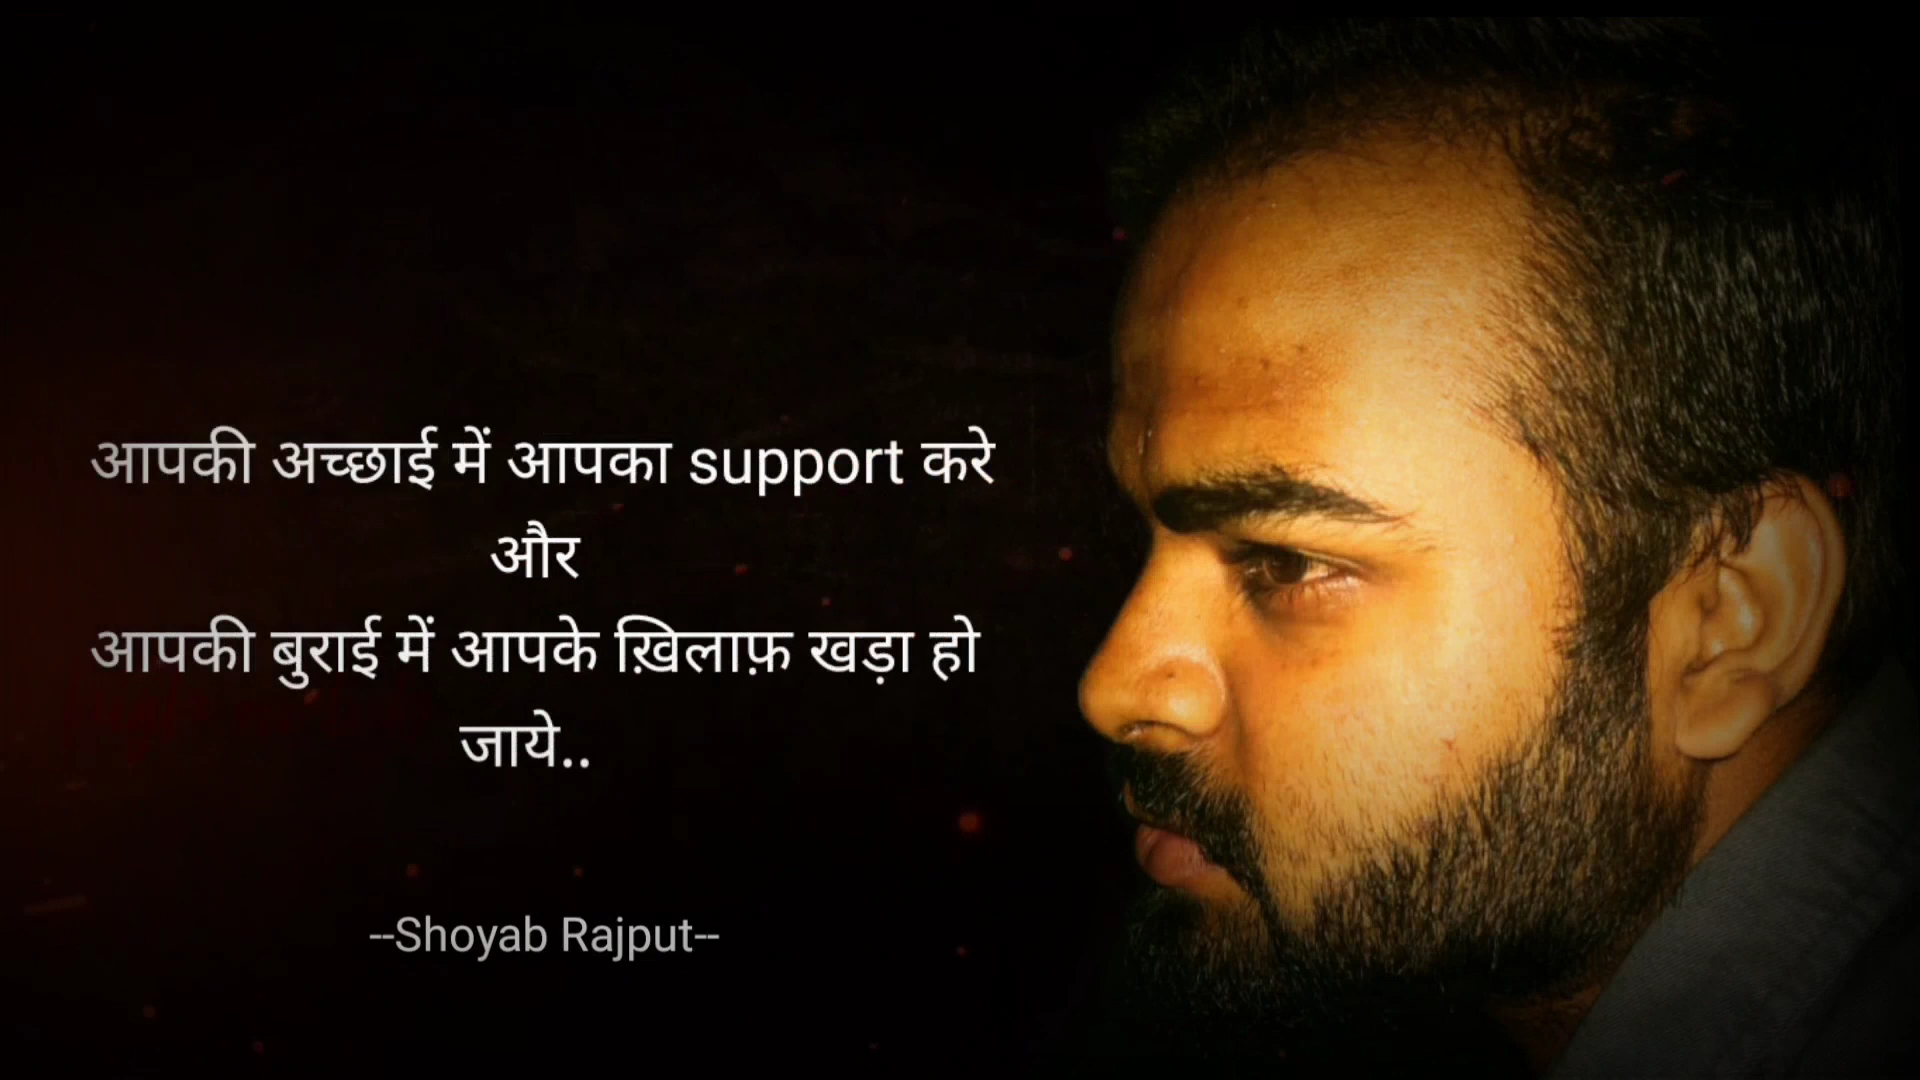 आपकी अच्छाई में आपका support करे
और
आपकी बुराई में आपके ख़िलाफ़ खड़ा हो
जाये..
--Shoyab Rajput--